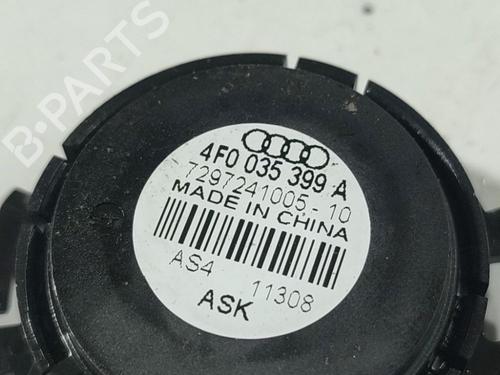 B-PARTS
4F0 035 399 A
7297241005-10
MADE IN CHINA
AS4 11308
ASK